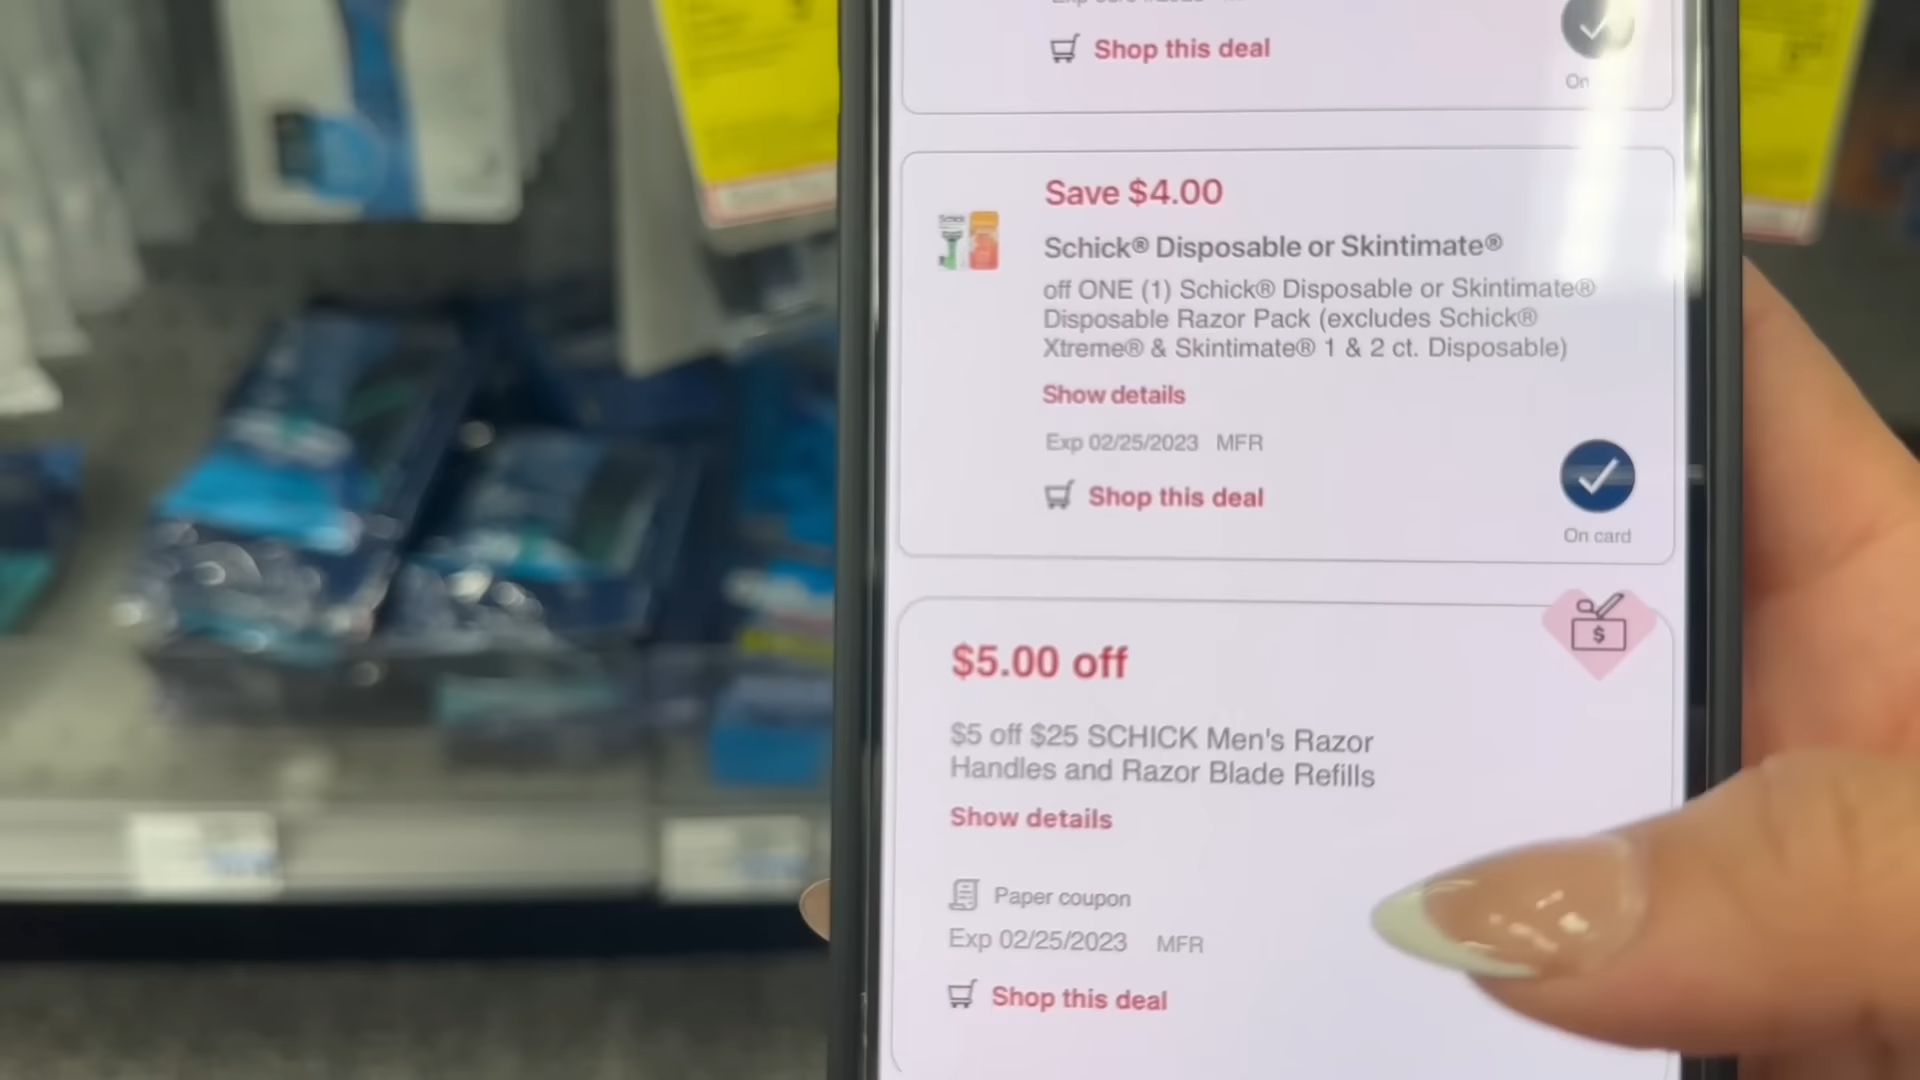 Shop this deal
On
Save $4.00
Schick® Disposable or Skintimate®
off ONE (1) Schick® Disposable or Skintimate®
Disposable Razor Pack (excludes Schick®
Xtreme® & Skintimate® 1 & 2 ct. Disposable)
Show details
Exp 02/25/2023 MFR
Shop this deal
On card
$
$5.00 off
$5 off $25 SCHICK Men's Razor
Handles and Razor Blade Refills
Show details
Paper coupon
Exp 02/25/2023 MFR
Shop this deal